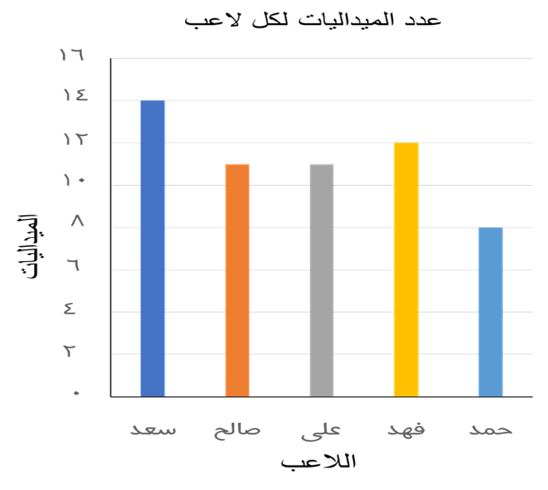 عدد الميداليات لكل لاعب
١٦
١٤
١٢
١٠
٨
٦
٤
٢
٠
الميداليات
سعد صالح على فهد حمد
اللاعب